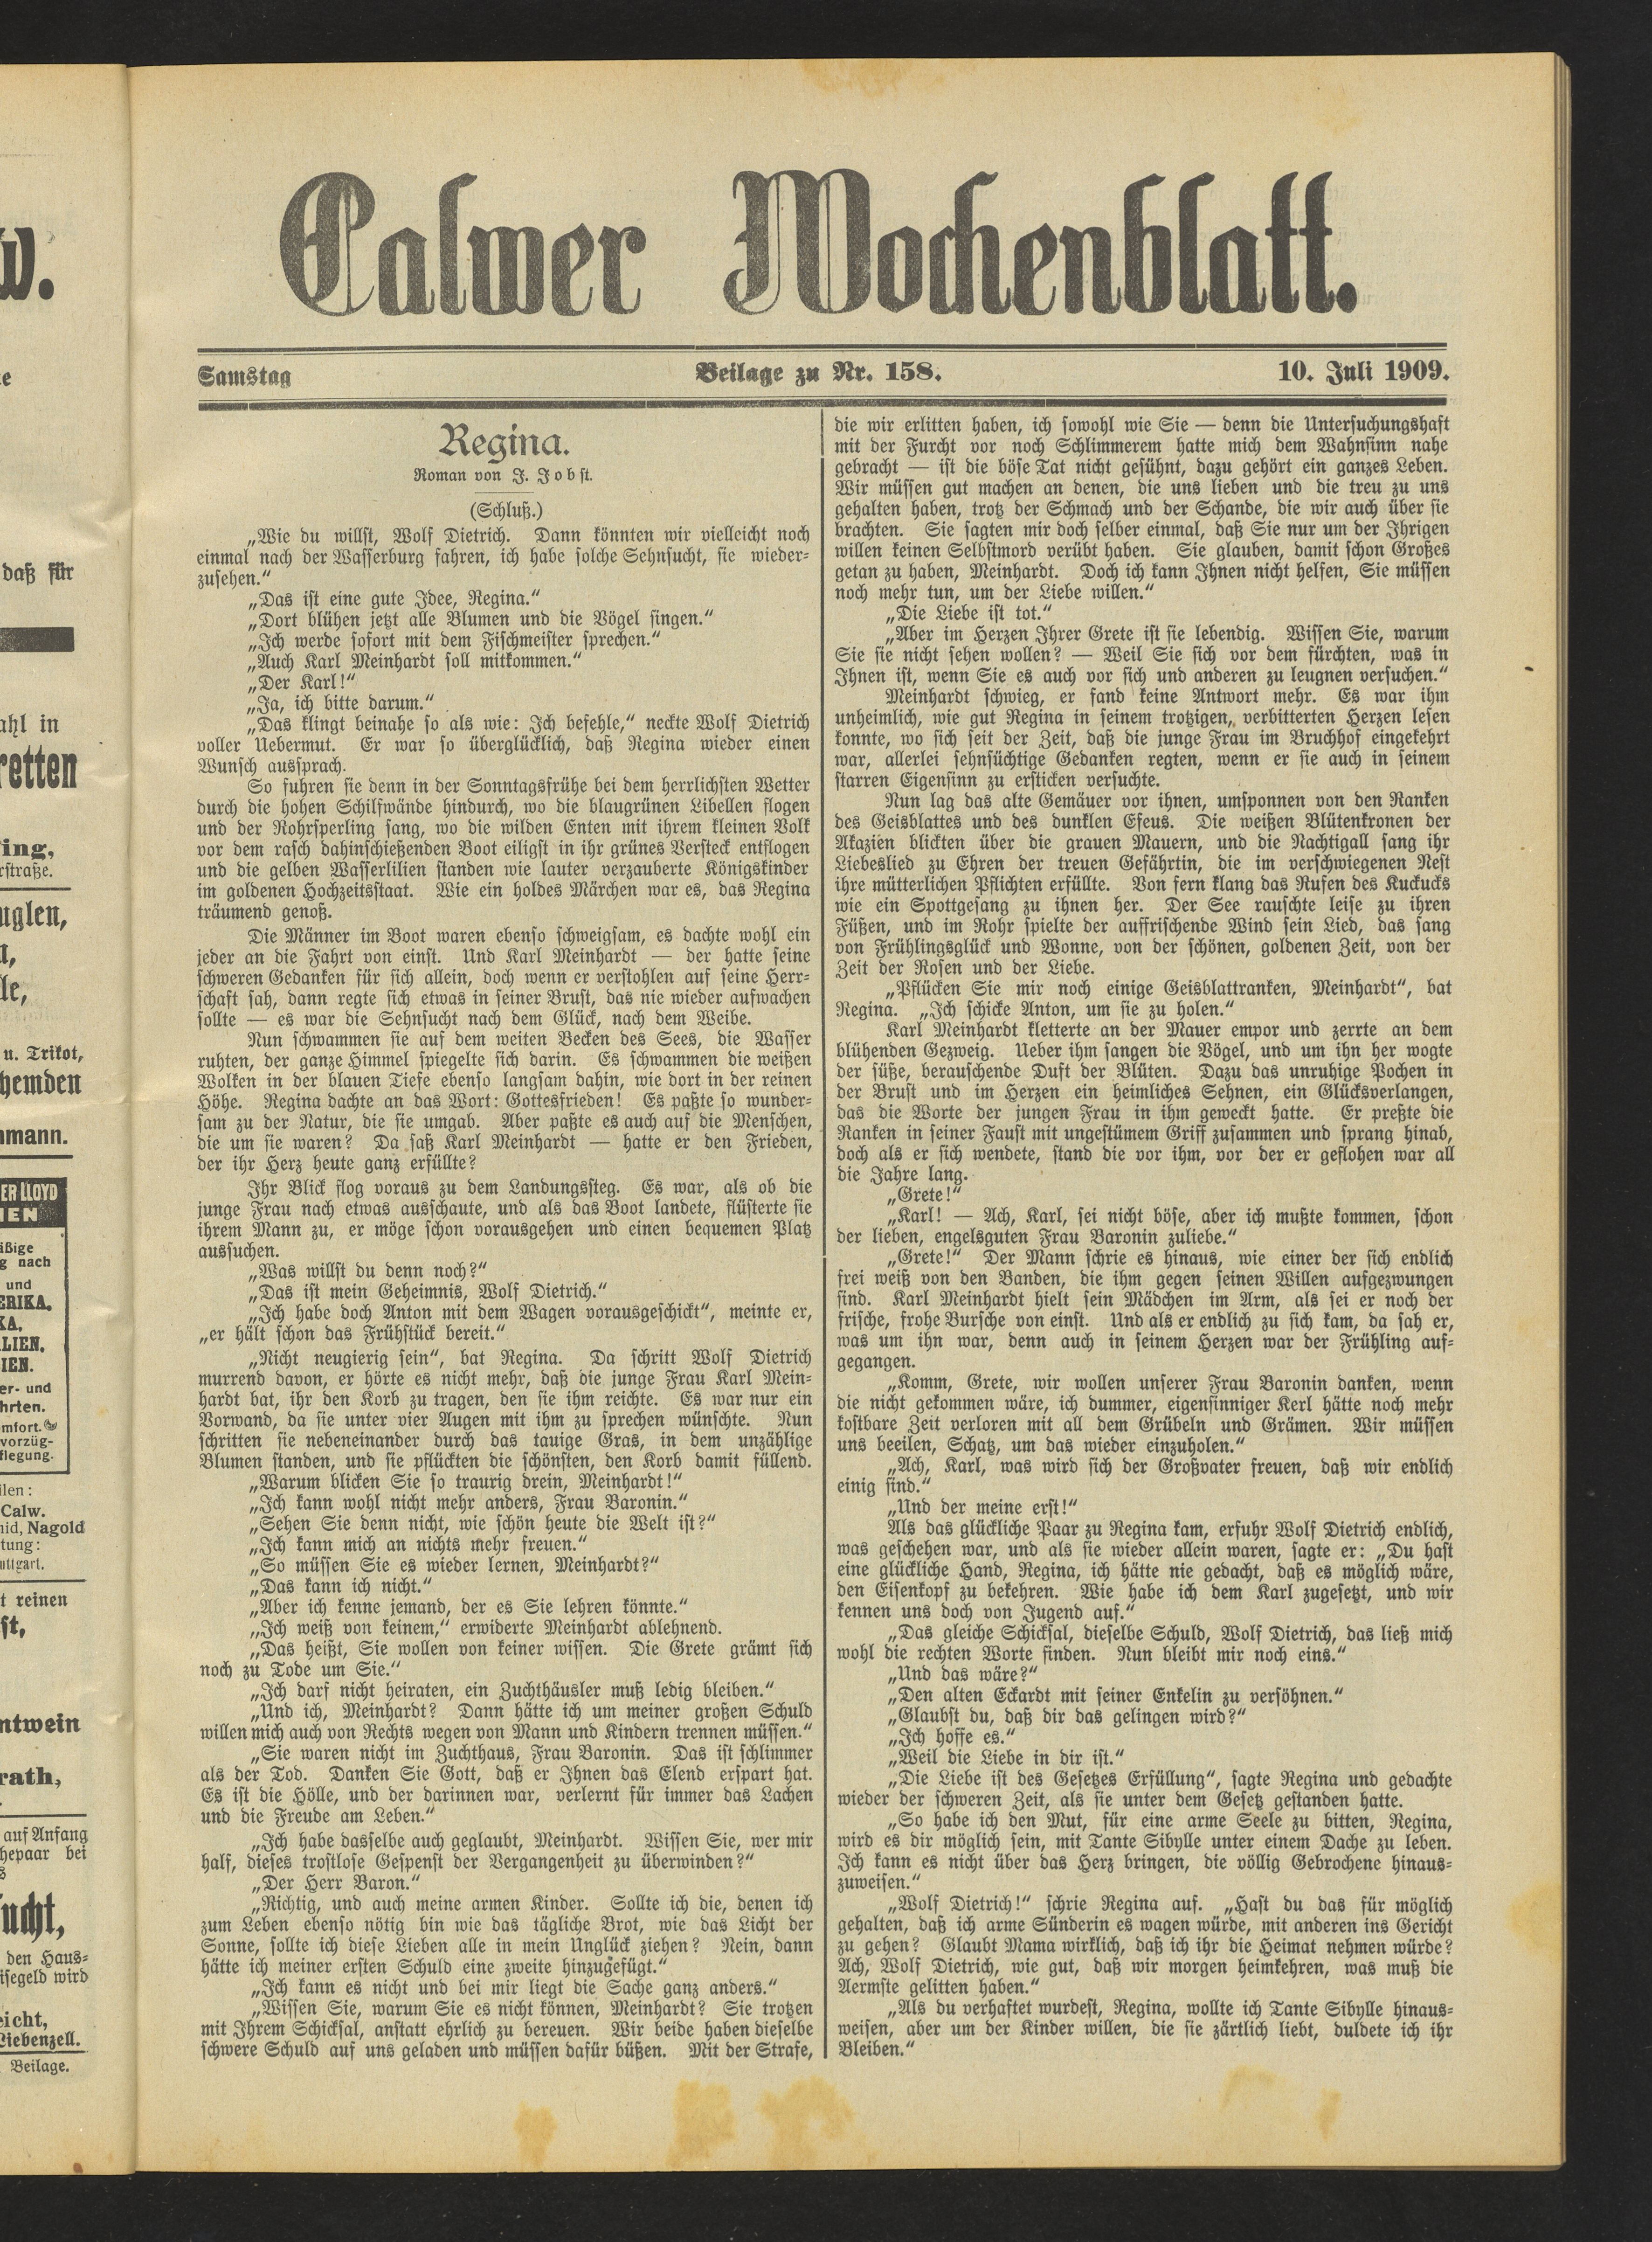 w.
e
daß für
ahl in
retten
ing,
rstraße.
uglen,
u. Trikot,
hemden
nmann.
ER LLOYD
IEN
äßige
g nach
und
ERIKA.
KA.
LIEN.
IEN.
er- und
hrten.
mfort.
vorzüg-
flegung.
ilen:
Calw.
nid, Nagold
tung:
uttgart.
t reinen
st,
ntwein
rath,
auf Anfang
hepaar bei
ucht,
den Haus-
isegeld wird
eicht,
Liebenzell.
Beilage.
Calwer Wochenblatt.
Samstag Beilage zu Nr. 158. 10. Juli 1909.
Regina.
Roman von J. Jobst.
(Schluß.)
„Wie du willst, Wolf Dietrich. Dann könnten wir vielleicht noch
einmal nach der Wasserburg fahren, ich habe solche Sehnsucht, sie wieder-
zusehen.“
„Das ist eine gute Idee, Regina.“
„Dort blühen jetzt alle Blumen und die Vögel singen.“
„Ich werde sofort mit dem Fischmeister sprechen.“
„Auch Karl Meinhardt soll mitkommen.“
„Der Karl!“
„Ja, ich bitte darum.“
„Das klingt beinahe so als wie: Ich befehle,“ neckte Wolf Dietrich
voller Uebermut. Er war so überglücklich, daß Regina wieder einen
Wunsch aussprach.
So fuhren sie denn in der Sonntagsfrühe bei dem herrlichsten Wetter
durch die hohen Schilfwände hindurch, wo die blaugrünen Libellen flogen
und der Rohrsperling sang, wo die wilden Enten mit ihrem kleinen Volk
vor dem rasch dahinschießenden Boot eiligst in ihr grünes Versteck entflogen
und die gelben Wasserlilien standen wie lauter verzauberte Königskinder
im goldenen Hochzeitsstaat. Wie ein holdes Märchen war es, das Regina
träumend genoß.
Die Männer im Boot waren ebenso schweigsam, es dachte wohl ein
jeder an die Fahrt von einst. Und Karl Meinhardt — der hatte seine
schweren Gedanken für sich allein, doch wenn er verstohlen auf seine Herr-
schaft sah, dann regte sich etwas in seiner Brust, das nie wieder aufwachen
sollte — es war die Sehnsucht nach dem Glück, nach dem Weibe.
Nun schwammen sie auf dem weiten Becken des Sees, die Wasser
ruhten, der ganze Himmel spiegelte sich darin. Es schwammen die weißen
Wolken in der blauen Tiefe ebenso langsam dahin, wie dort in der reinen
Höhe. Regina dachte an das Wort: Gottesfrieden! Es paßte so wunder-
sam zu der Natur, die sie umgab. Aber paßte es auch auf die Menschen,
die um sie waren? Da saß Karl Meinhardt — hatte er den Frieden,
der ihr Herz heute ganz erfüllte?
Ihr Blick flog voraus zu dem Landungssteg. Es war, als ob die
junge Frau nach etwas ausschaute, und als das Boot landete, flüsterte sie
ihrem Mann zu, er möge schon vorausgehen und einen bequemen Platz
aussuchen.
„Was willst du denn noch?“
„Das ist mein Geheimnis, Wolf Dietrich.“
„Ich habe doch Anton mit dem Wagen vorausgeschickt“, meinte er,
„er hält schon das Frühstück bereit.“
„Nicht neugierig sein“, bat Regina. Da schritt Wolf Dietrich
murrend davon, er hörte es nicht mehr, daß die junge Frau Karl Mein-
hardt bat, ihr den Korb zu tragen, den sie ihm reichte. Es war nur ein
Vorwand, da sie unter vier Augen mit ihm zu sprechen wünschte. Nun
schritten sie nebeneinander durch das tauige Gras, in dem unzählige
Blumen standen, und sie pflückten die schönsten, den Korb damit füllend.
„Warum blicken Sie so traurig drein, Meinhardt!“
„Ich kann wohl nicht mehr anders, Frau Baronin.“
„Sehen Sie denn nicht, wie schön heute die Welt ist?“
„Ich kann mich an nichts mehr freuen.“
„So müssen Sie es wieder lernen, Meinhardt?“
„Das kann ich nicht.“
„Aber ich kenne jemand, der es Sie lehren könnte.“
„Ich weiß von keinem,“ erwiderte Meinhardt ablehnend.
„Das heißt, Sie wollen von keiner wissen. Die Grete grämt sich
noch zu Tode um Sie.“
„Ich darf nicht heiraten, ein Zuchthäusler muß ledig bleiben.“
„Und ich, Meinhardt? Dann hätte ich um meiner großen Schuld
willen mich auch von Rechts wegen von Mann und Kindern trennen müssen.“
„Sie waren nicht im Zuchthaus, Frau Baronin. Das ist schlimmer
als der Tod. Danken Sie Gott, daß er Ihnen das Elend erspart hat.
Es ist die Hölle, und der darinnen war, verlernt für immer das Lachen
und die Freude am Leben.“
„Ich habe dasselbe auch geglaubt, Meinhardt. Wissen Sie, wer mir
half, dieses trostlose Gespenst der Vergangenheit zu überwinden?“
„Der Herr Baron.“
„Richtig, und auch meine armen Kinder. Sollte ich die, denen ich
zum Leben ebenso nötig bin wie das tägliche Brot, wie das Licht der
Sonne, sollte ich diese Lieben alle in mein Unglück ziehen? Nein, dann
hätte ich meiner ersten Schuld eine zweite hinzugefügt.“
„Ich kann es nicht und bei mir liegt die Sache ganz anders.“
„Wissen Sie, warum Sie es nicht können, Meinhardt? Sie trotzen
mit Ihrem Schicksal, anstatt ehrlich zu bereuen. Wir beide haben dieselbe
schwere Schuld auf uns geladen und müssen dafür büßen. Mit der Strafe,
die wir erlitten haben, ich sowohl wie Sie — denn die Untersuchungshaft
mit der Furcht vor noch Schlimmerem hatte mich dem Wahnsinn nahe
gebracht — ist die böse Tat nicht gesühnt, dazu gehört ein ganzes Leben.
Wir müssen gut machen an denen, die uns lieben und die treu zu uns
gehalten haben, trotz der Schmach und der Schande, die wir auch über sie
brachten. Sie sagten mir doch selber einmal, daß Sie nur um der Ihrigen
willen keinen Selbstmord verübt haben. Sie glauben, damit schon Großes
getan zu haben, Meinhardt. Doch ich kann Ihnen nicht helfen, Sie müssen
noch mehr tun, um der Liebe willen.“
„Die Liebe ist tot.“
„Aber im Herzen Ihrer Grete ist sie lebendig. Wissen Sie, warum
Sie sie nicht sehen wollen? — Weil Sie sich vor dem fürchten, was in
Ihnen ist, wenn Sie es auch vor sich und anderen zu leugnen versuchen.“
Meinhardt schwieg, er fand keine Antwort mehr. Es war ihm
unheimlich, wie gut Regina in seinem trotzigen, verbitterten Herzen lesen
konnte, wo sich seit der Zeit, daß die junge Frau im Bruchhof eingekehrt
war, allerlei sehnsüchtige Gedanken regten, wenn er sie auch in seinem
starren Eigensinn zu ersticken versuchte.
Nun lag das alte Gemäuer vor ihnen, umsponnen von den Ranken
des Geisblattes und des dunklen Efeus. Die weißen Blütenkronen der
Akazien blickten über die grauen Mauern, und die Nachtigall sang ihr
Liebeslied zu Ehren der treuen Gefährtin, die im verschwiegenen Nest
ihre mütterlichen Pflichten erfüllte. Von fern klang das Rufen des Kuckucks
wie ein Spottgesang zu ihnen her. Der See rauschte leise zu ihren
Füßen, und im Rohr spielte der auffrischende Wind sein Lied, das sang
von Frühlingsglück und Wonne, von der schönen, goldenen Zeit, von der
Zeit der Rosen und der Liebe.
„Pflücken Sie mir noch einige Geisblattranken, Meinhardt“, bat
Regina. „Ich schicke Anton, um sie zu holen.“
Karl Meinhardt kletterte an der Mauer empor und zerrte an dem
blühenden Gezweig. Ueber ihm sangen die Vögel, und um ihn her wogte
der süße, berauschende Duft der Blüten. Dazu das unruhige Pochen in
der Brust und im Herzen ein heimliches Sehnen, ein Glücksverlangen,
das die Worte der jungen Frau in ihm geweckt hatte. Er preßte die
Ranken in seiner Faust mit ungestümem Griff zusammen und sprang hinab,
doch als er sich wendete, stand die vor ihm, vor der er geflohen war all
die Jahre lang.
„Grete!“
„Karl! — Ach, Karl, sei nicht böse, aber ich mußte kommen, schon
der lieben, engelsguten Frau Baronin zuliebe.“
„Grete!“ Der Mann schrie es hinaus, wie einer der sich endlich
frei weiß von den Banden, die ihm gegen seinen Willen aufgezwungen
sind. Karl Meinhardt hielt sein Mädchen im Arm, als sei er noch der
frische, frohe Bursche von einst. Und als er endlich zu sich kam, da sah er,
was um ihn war, denn auch in seinem Herzen war der Frühling auf-
gegangen.
„Komm, Grete, wir wollen unserer Frau Baronin danken, wenn
die nicht gekommen wäre, ich dummer, eigensinniger Kerl hätte noch mehr
kostbare Zeit verloren mit all dem Grübeln und Grämen. Wir müssen
uns beeilen, Schatz, um das wieder einzuholen.“
„Ach, Karl, was wird sich der Großvater freuen, daß wir endlich
einig sind.“
„Und der meine erst!“
Als das glückliche Paar zu Regina kam, erfuhr Wolf Dietrich endlich,
was geschehen war, und als sie wieder allein waren, sagte er: „Du hast
eine glückliche Hand, Regina, ich hätte nie gedacht, daß es möglich wäre,
den Eisenkopf zu bekehren. Wie habe ich dem Karl zugesetzt, und wir
kennen uns doch von Jugend auf.“
„Das gleiche Schicksal, dieselbe Schuld, Wolf Dietrich, das ließ mich
wohl die rechten Worte finden. Nun bleibt mir noch eins.“
„Und das wäre?“
„Den alten Eckardt mit seiner Enkelin zu versöhnen.“
„Glaubst du, daß dir das gelingen wird?“
„Ich hoffe es.“
„Weil die Liebe in dir ist.“
„Die Liebe ist des Gesetzes Erfüllung“, sagte Regina und gedachte
wieder der schweren Zeit, als sie unter dem Gesetz gestanden hatte.
„So habe ich den Mut, für eine arme Seele zu bitten, Regina,
wird es dir möglich sein, mit Tante Sibylle unter einem Dache zu leben.
Ich kann es nicht über das Herz bringen, die völlig Gebrochene hinaus-
zuweisen.“
„Wolf Dietrich!“ schrie Regina auf. „Hast du das für möglich
gehalten, daß ich arme Sünderin es wagen würde, mit anderen ins Gericht
zu gehen? Glaubt Mama wirklich, daß ich ihr die Heimat nehmen würde?
Ach, Wolf Dietrich, wie gut, daß wir morgen heimkehren, was muß die
Aermste gelitten haben.“
„Als du verhaftet wurdest, Regina, wollte ich Tante Sibylle hinaus-
weisen, aber um der Kinder willen, die sie zärtlich liebt, duldete ich ihr
Bleiben.“